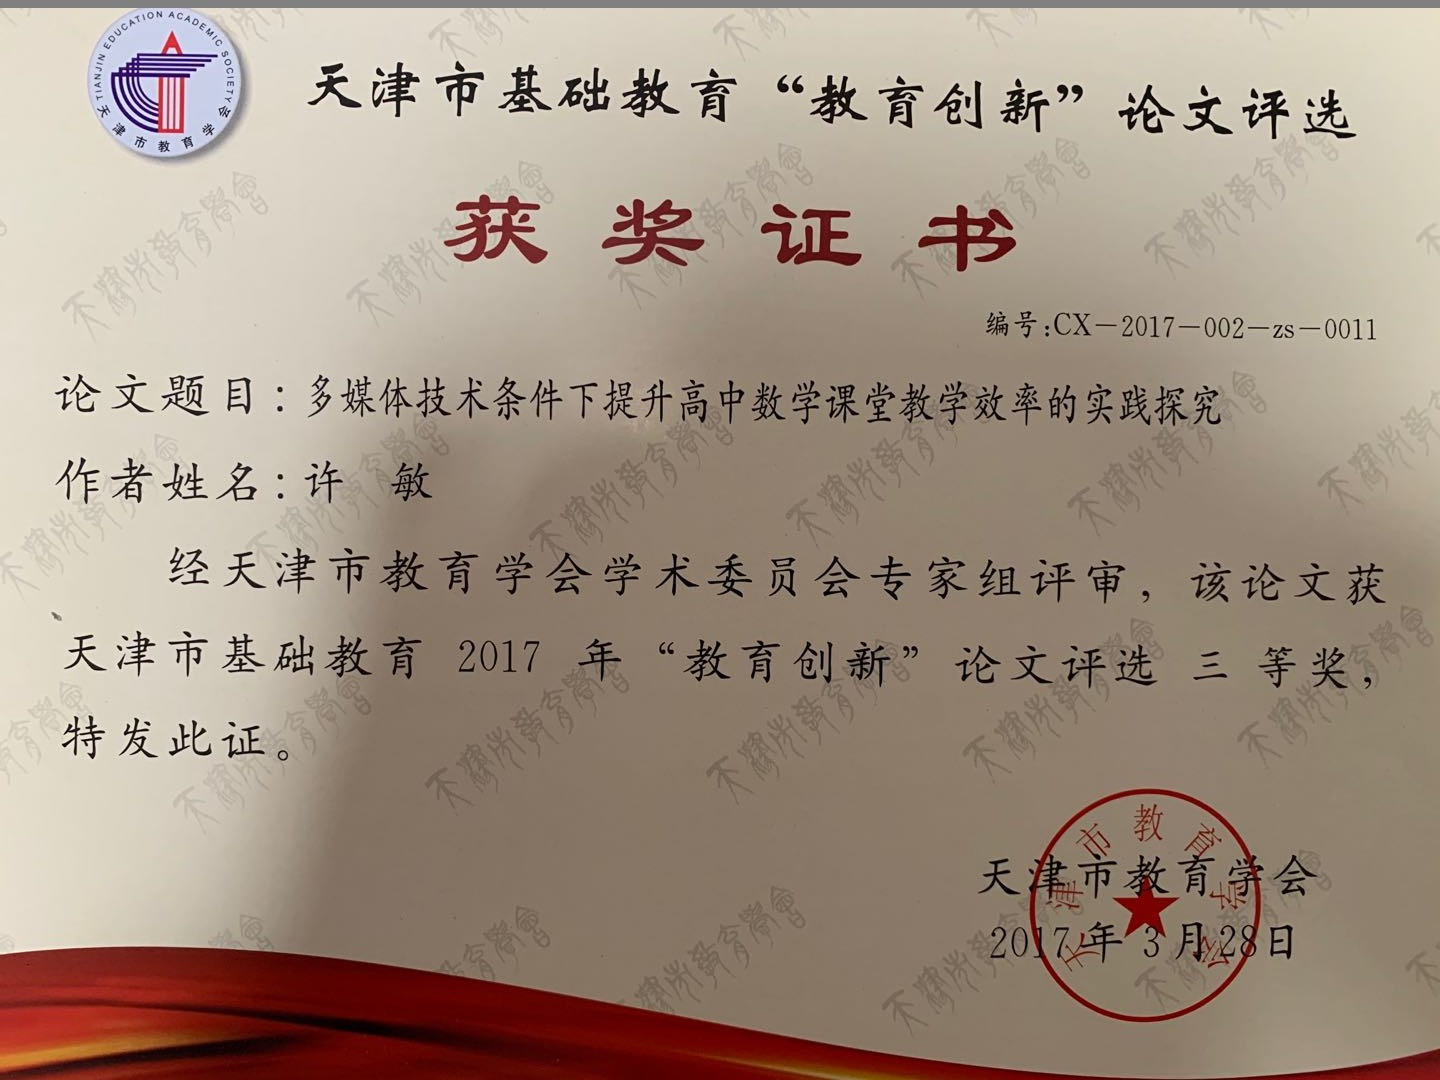 TIANJIN EDUCATION ACADEMIC SOCIETY
天津市教育学会
天津市基础教育“教育创新”论文评选
获奖证书
编号:CX－2017－002－zs－0011
论文题目：多媒体技术条件下提升高中数学课堂教学效率的实践探究
作者姓名：许 敏
经天津市教育学会学术委员会专家组评审，该论文获
天津市基础教育 2017 年“教育创新”论文评选 三 等奖，
特发此证。
天津市教育学会
天津市教育学会
2017年 3月28日